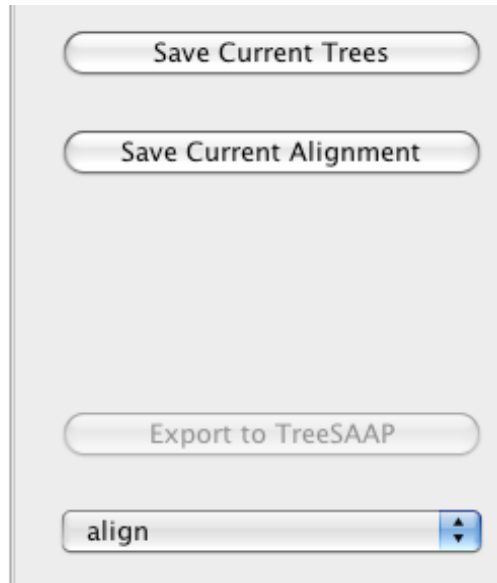 Save Current Trees
Save Current Alignment
Export to TreeSAAP
align